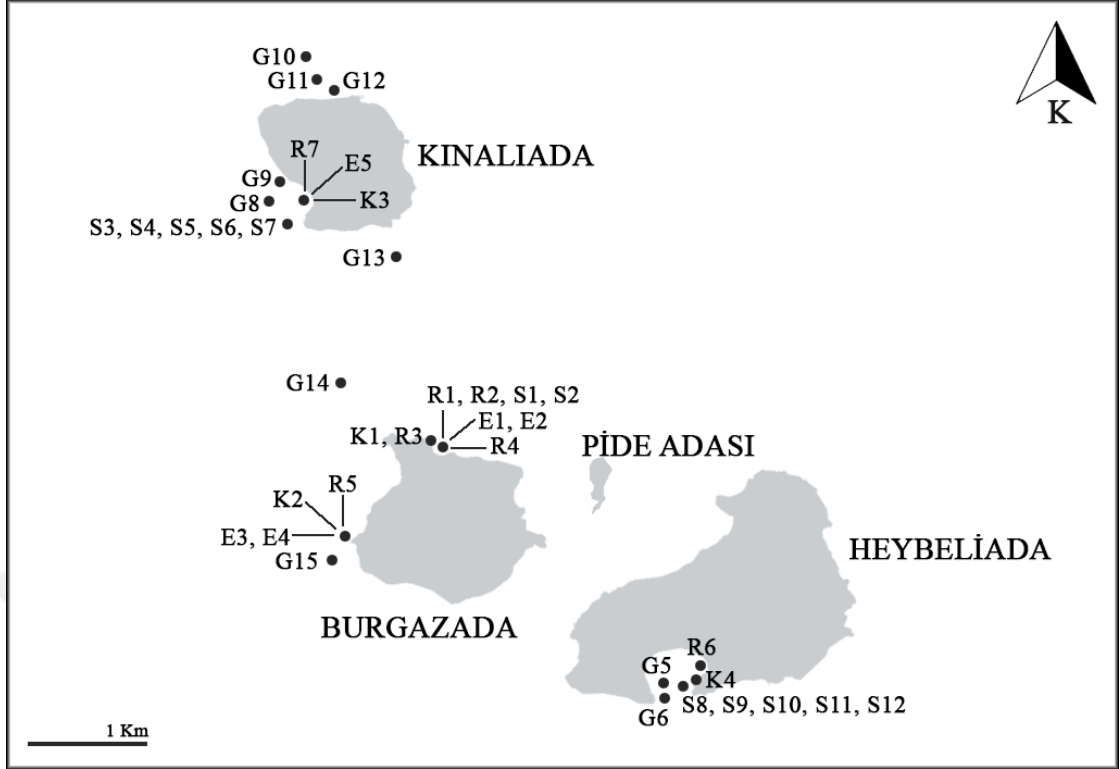 G10
G11
G12
K
KINALIADA
R7
E5
G9
K3
G8
S3, S4, S5, S6, S7
G13
G14
R1, R2, S1, S2
E1, E2
K1, R3
R4
PİDE ADASI
R5
K2
E3, E4
G15
HEYBELİADA
BURGAZADA
R6
G5
K4
S8, S9, S10, S11, S12
G6
1 Km